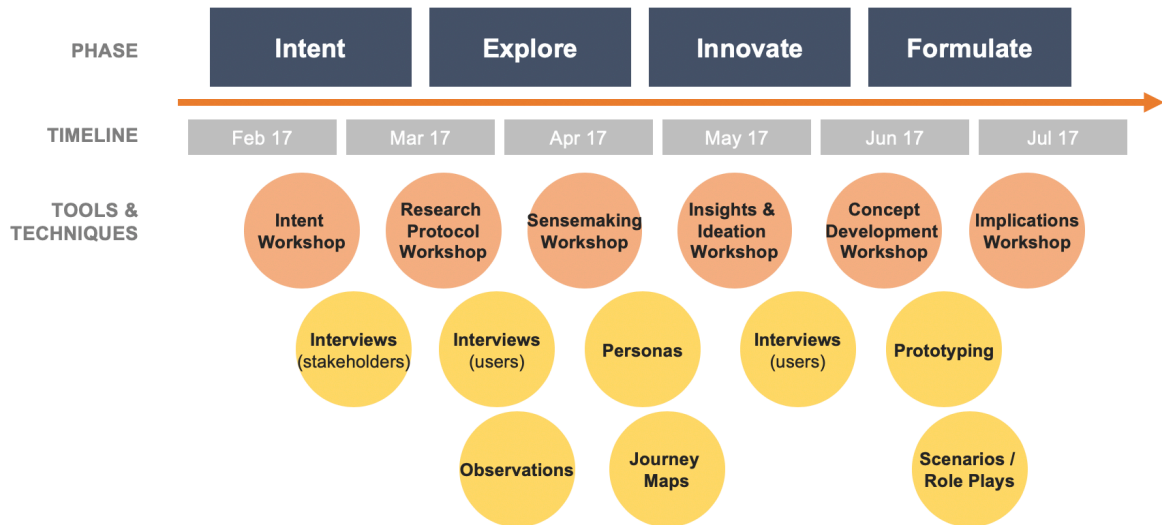 PHASE
Intent
Explore
Innovate
Formulate
TIMELINE
Feb 17
Mar 17
Apr 17
May 17
Jun 17
Jul 17
TOOLS &
TECHNIQUES
Intent
Workshop
Research
Protocol
Workshop
Sensemaking
Workshop
Insights &
Ideation
Workshop
Concept
Development
Workshop
Implications
Workshop
Interviews
(stakeholders)
Interviews
(users)
Personas
Interviews
(users)
Prototyping
Observations
Journey
Maps
Scenarios /
Role Plays